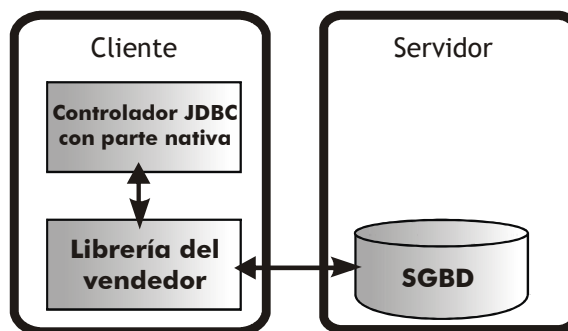 Cliente
Servidor
Controlador JDBC
con parte nativa
Librería del
vendedor
SGBD